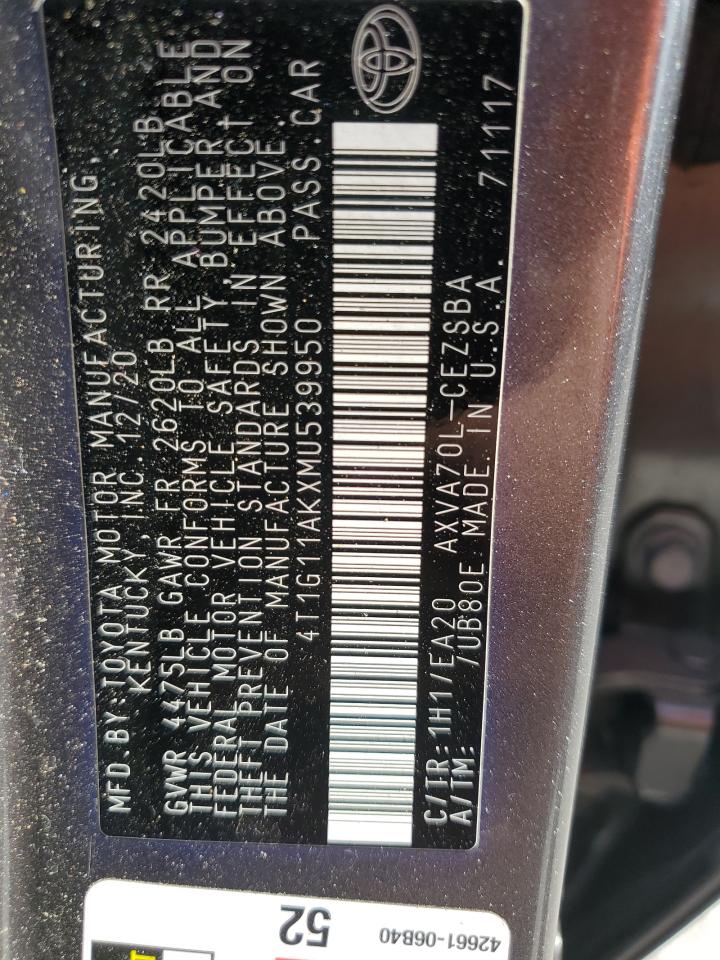 MFD.BY:TOYOTA MOTOR MANUFACTURING,
KENTUCKY, INC.12/20
GVWR 4475LB GAWR FR 2620LB RR 2420LB
THIS VEHICLE CONFORMS TO ALL APPLICABLE
FEDERAL MOTOR VEHICLE SAFETY, BUMPER AND
THEFT PREVENTION STANDARDS IN EFFECT ON
THE DATE OF MANUFACTURE SHOWN ABOVE.
4T1G11AKXMU539950 PASS.CAR
C/TR:1H1/EA20 AXVA70L-CEZSBA
A/TM: /UB80E MADE IN U.S.A. 71117
52
42661-06B40